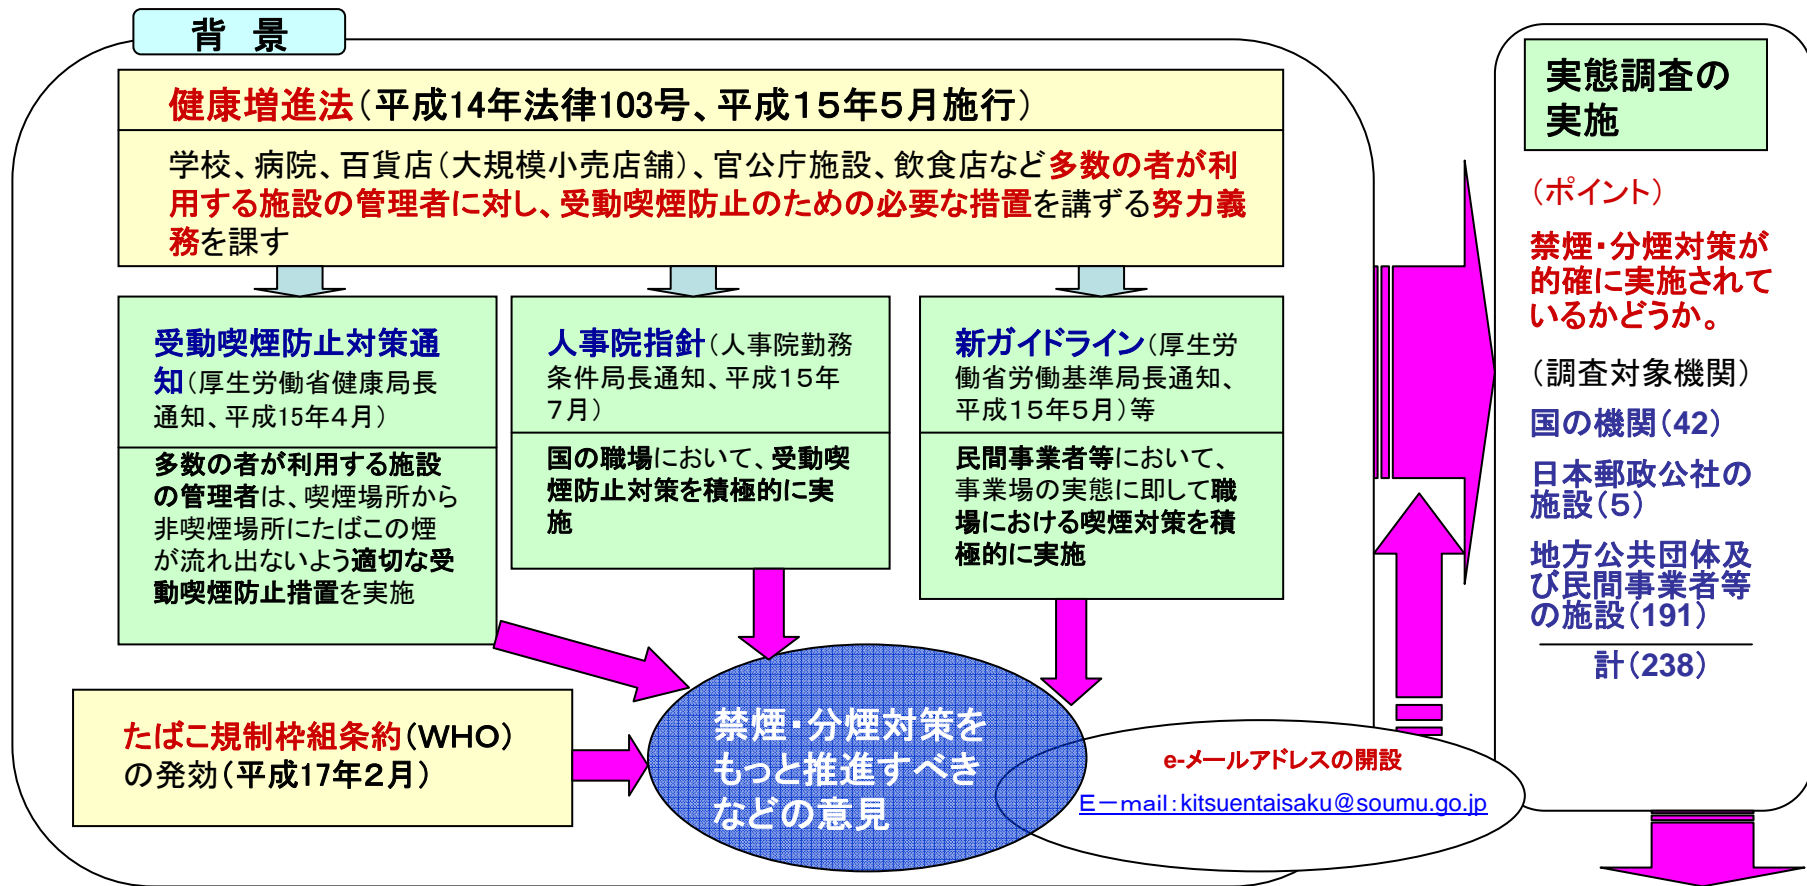 背 景
健康増進法（平成14年法律103号、平成１５年５月施行）
学校、病院、百貨店（大規模小売店舗）、官公庁施設、飲食店など多数の者が利
用する施設の管理者に対し、受動喫煙防止のための必要な措置を講ずる努力義
務を課す
受動喫煙防止対策通
知（厚生労働省健康局長
通知、平成15年４月）
多数の者が利用する施設
の管理者は、喫煙場所から
非喫煙場所にたばこの煙
が流れ出ないよう適切な受
動喫煙防止措置を実施
人事院指針（人事院勤務
条件局長通知、平成１５年
７月）
国の職場において、受動喫
煙防止対策を積極的に実
施
新ガイドライン（厚生労
働省労働基準局長通知、
平成１５年５月）等
民間事業者等において、
事業場の実態に即して職
場における喫煙対策を積
極的に実施
たばこ規制枠組条約（ＷＨＯ）
の発効（平成17年２月）
禁煙・分煙対策を
もっと推進すべき
などの意見
e-メールアドレスの開設
Ｅ－ｍａｉｌ：kitsuentaisaku@soumu.go.jp
実態調査の
実施
（ポイント）
禁煙・分煙対策が
的確に実施されて
いるかどうか。
（調査対象機関）
国の機関（42）
日本郵政公社の
施設（５）
地方公共団体及
び民間事業者等
の施設（191）
計（238）